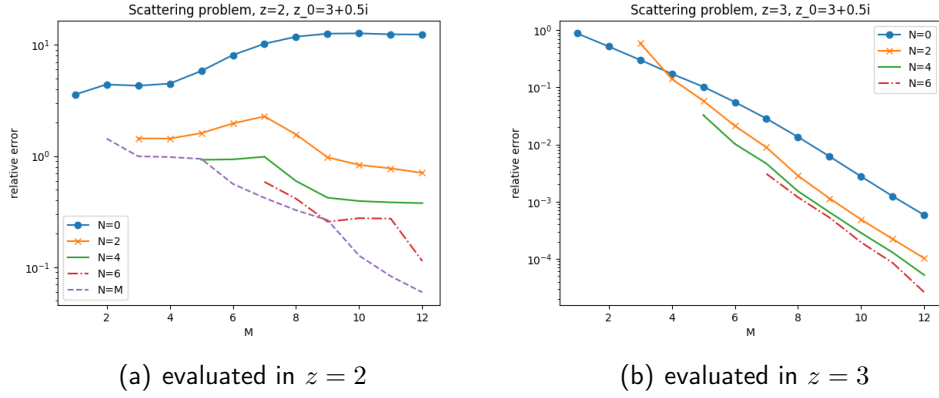 Scattering problem, z=2, z_0=3+0.5i
10^1
10^0
10^-1
relative error
2 4 6 8 10 12
M
N=0
N=2
N=4
N=6
N=M
(a) evaluated in z = 2
Scattering problem, z=3, z_0=3+0.5i
10^0
10^-1
10^-2
10^-3
10^-4
relative error
2 4 6 8 10 12
M
N=0
N=2
N=4
N=6
(b) evaluated in z = 3